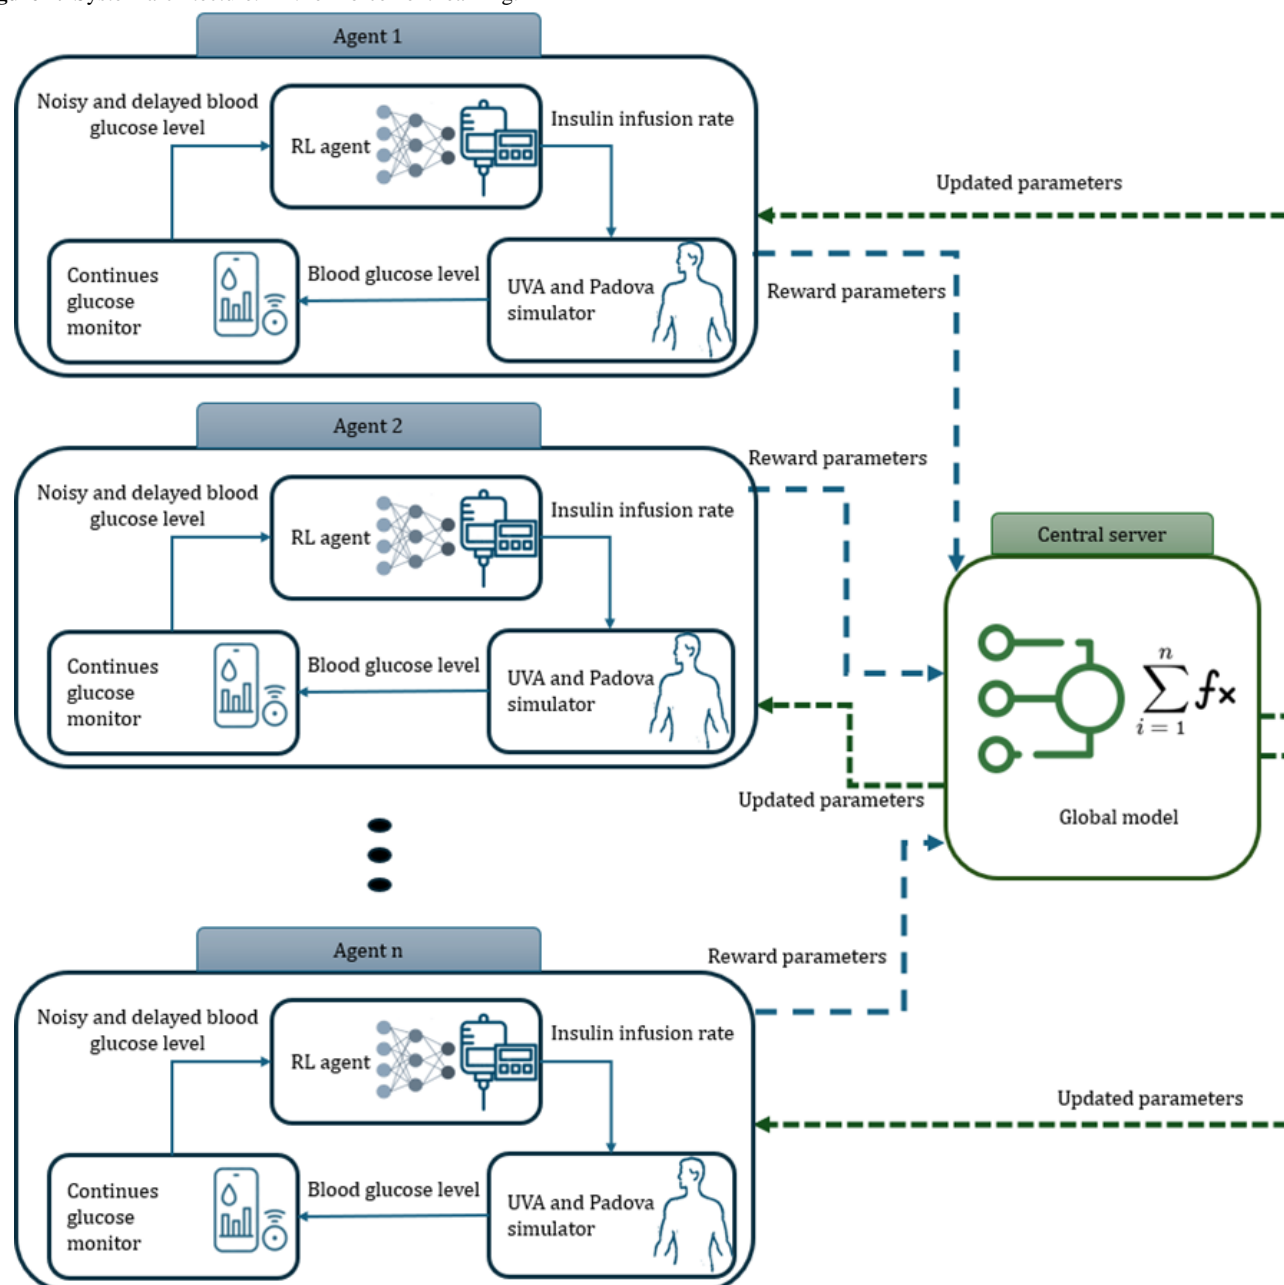 Agent 1
Noisy and delayed blood
glucose level
RL agent
Insulin infusion rate
Continues
glucose
monitor
Blood glucose level
UVA and Padova
simulator
Updated parameters
Reward parameters
Agent 2
Noisy and delayed blood
glucose level
RL agent
Insulin infusion rate
Continues
glucose
monitor
Blood glucose level
UVA and Padova
simulator
Reward parameters
Updated parameters
Central server
n
∑ fx
i = 1
Global model
Agent n
Noisy and delayed blood
glucose level
RL agent
Insulin infusion rate
Continues
glucose
monitor
Blood glucose level
UVA and Padova
simulator
Reward parameters
Updated parameters